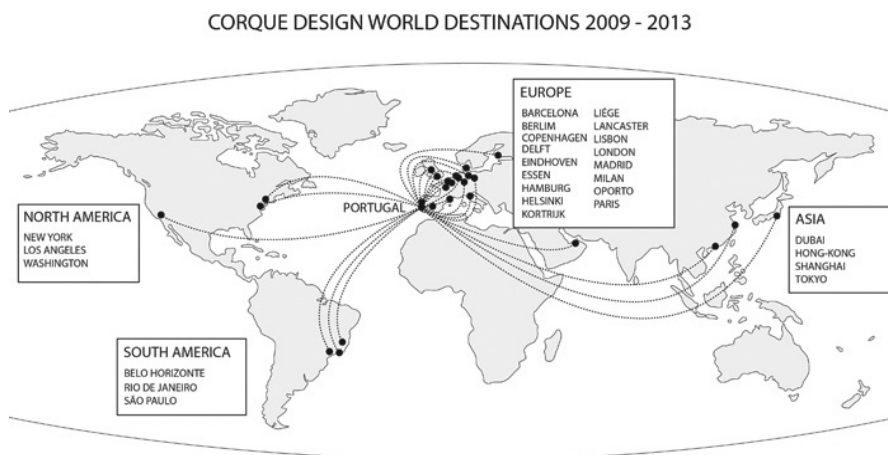 CORQUE DESIGN WORLD DESTINATIONS 2009 - 2013
EUROPE
BARCELONA
BERLIM
COPENHAGEN
DELFT
EINDHOVEN
ESSEN
HAMBURG
HELSINKI
KORTRIJK
LIÉGE
LANCASTER
LISBON
LONDON
MADRID
MILAN
OPORTO
PARIS
PORTUGAL
NORTH AMERICA
NEW YORK
LOS ANGELES
WASHINGTON
ASIA
DUBAI
HONG-KONG
SHANGHAI
TOKYO
SOUTH AMERICA
BELO HORIZONTE
RIO DE JANEIRO
SÃO PAULO